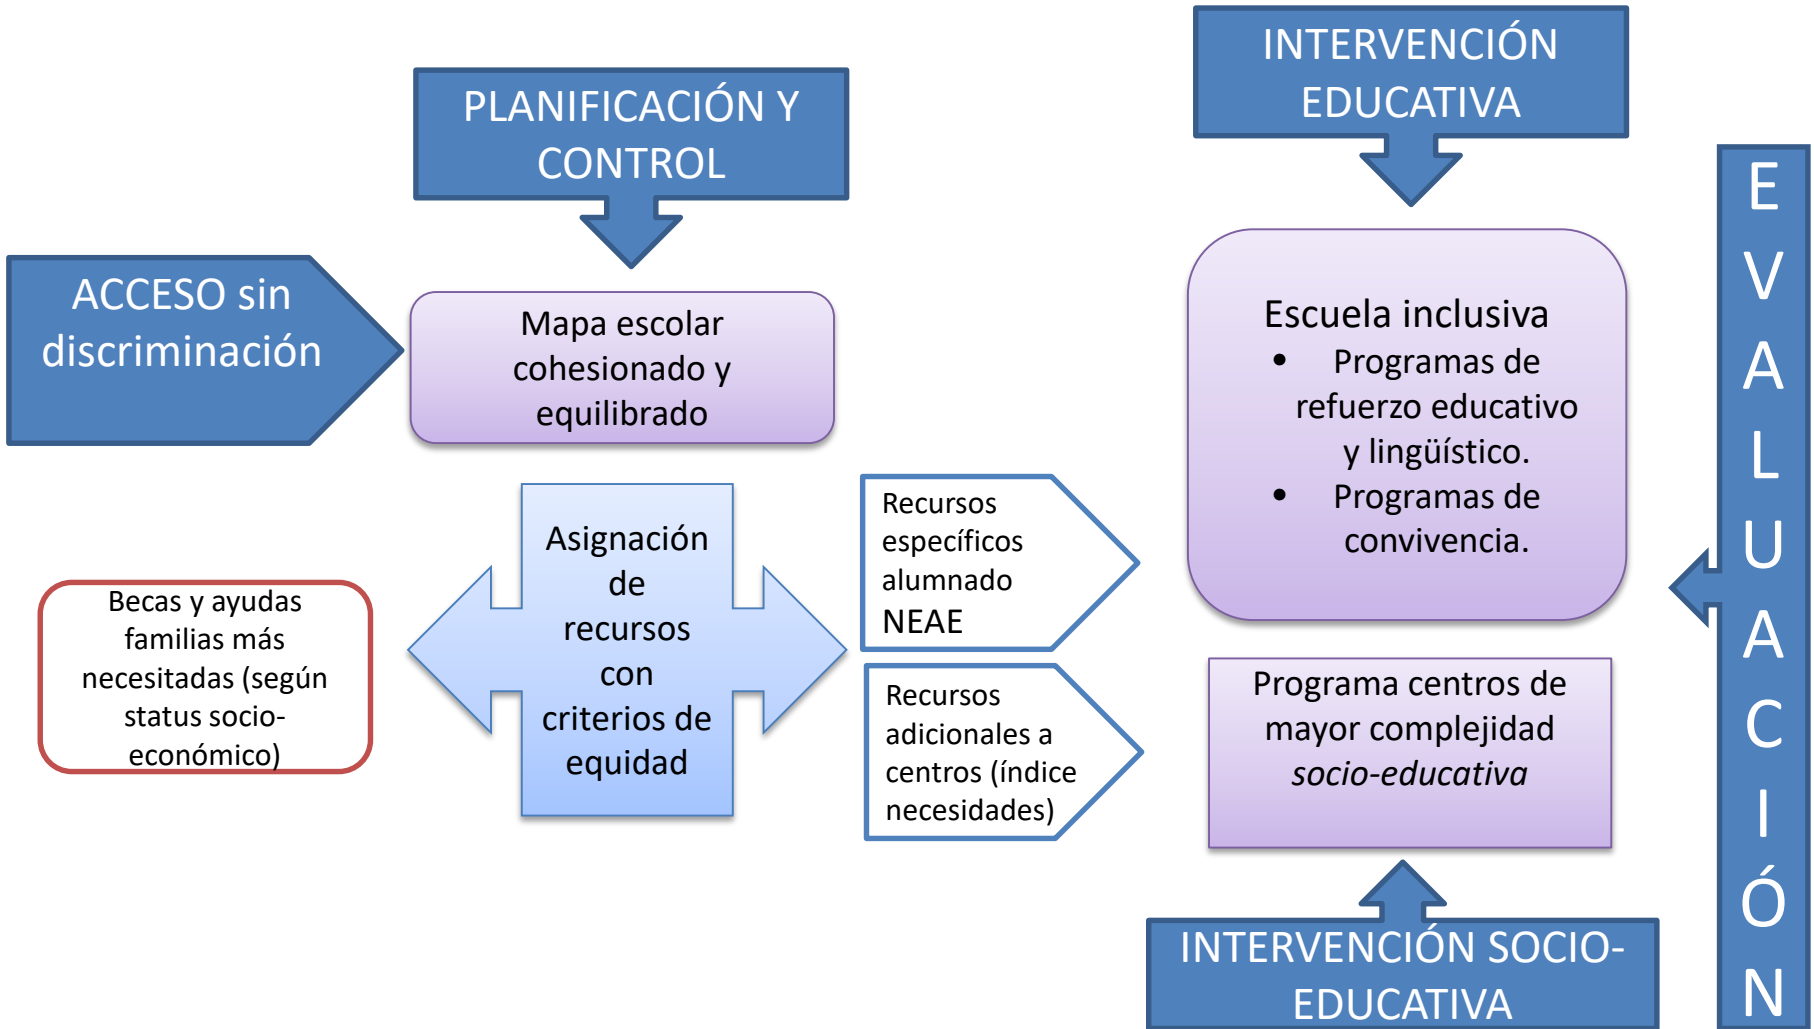 PLANIFICACIÓN Y
CONTROL
INTERVENCIÓN
EDUCATIVA
ACCESO sin
discriminación
Mapa escolar
cohesionado y
equilibrado
Escuela inclusiva
• Programas de
refuerzo educativo
y lingüístico.
• Programas de
convivencia.
Becas y ayudas
familias más
necesitadas (según
status socio-
económico)
Asignación
de
recursos
con
criterios de
equidad
Recursos
específicos
alumnado
NEAE
Recursos
adicionales a
centros (índice
necesidades)
Programa centros de
mayor complejidad
socio-educativa
INTERVENCIÓN SOCIO-
EDUCATIVA
E
V
A
L
U
A
C
I
Ó
N